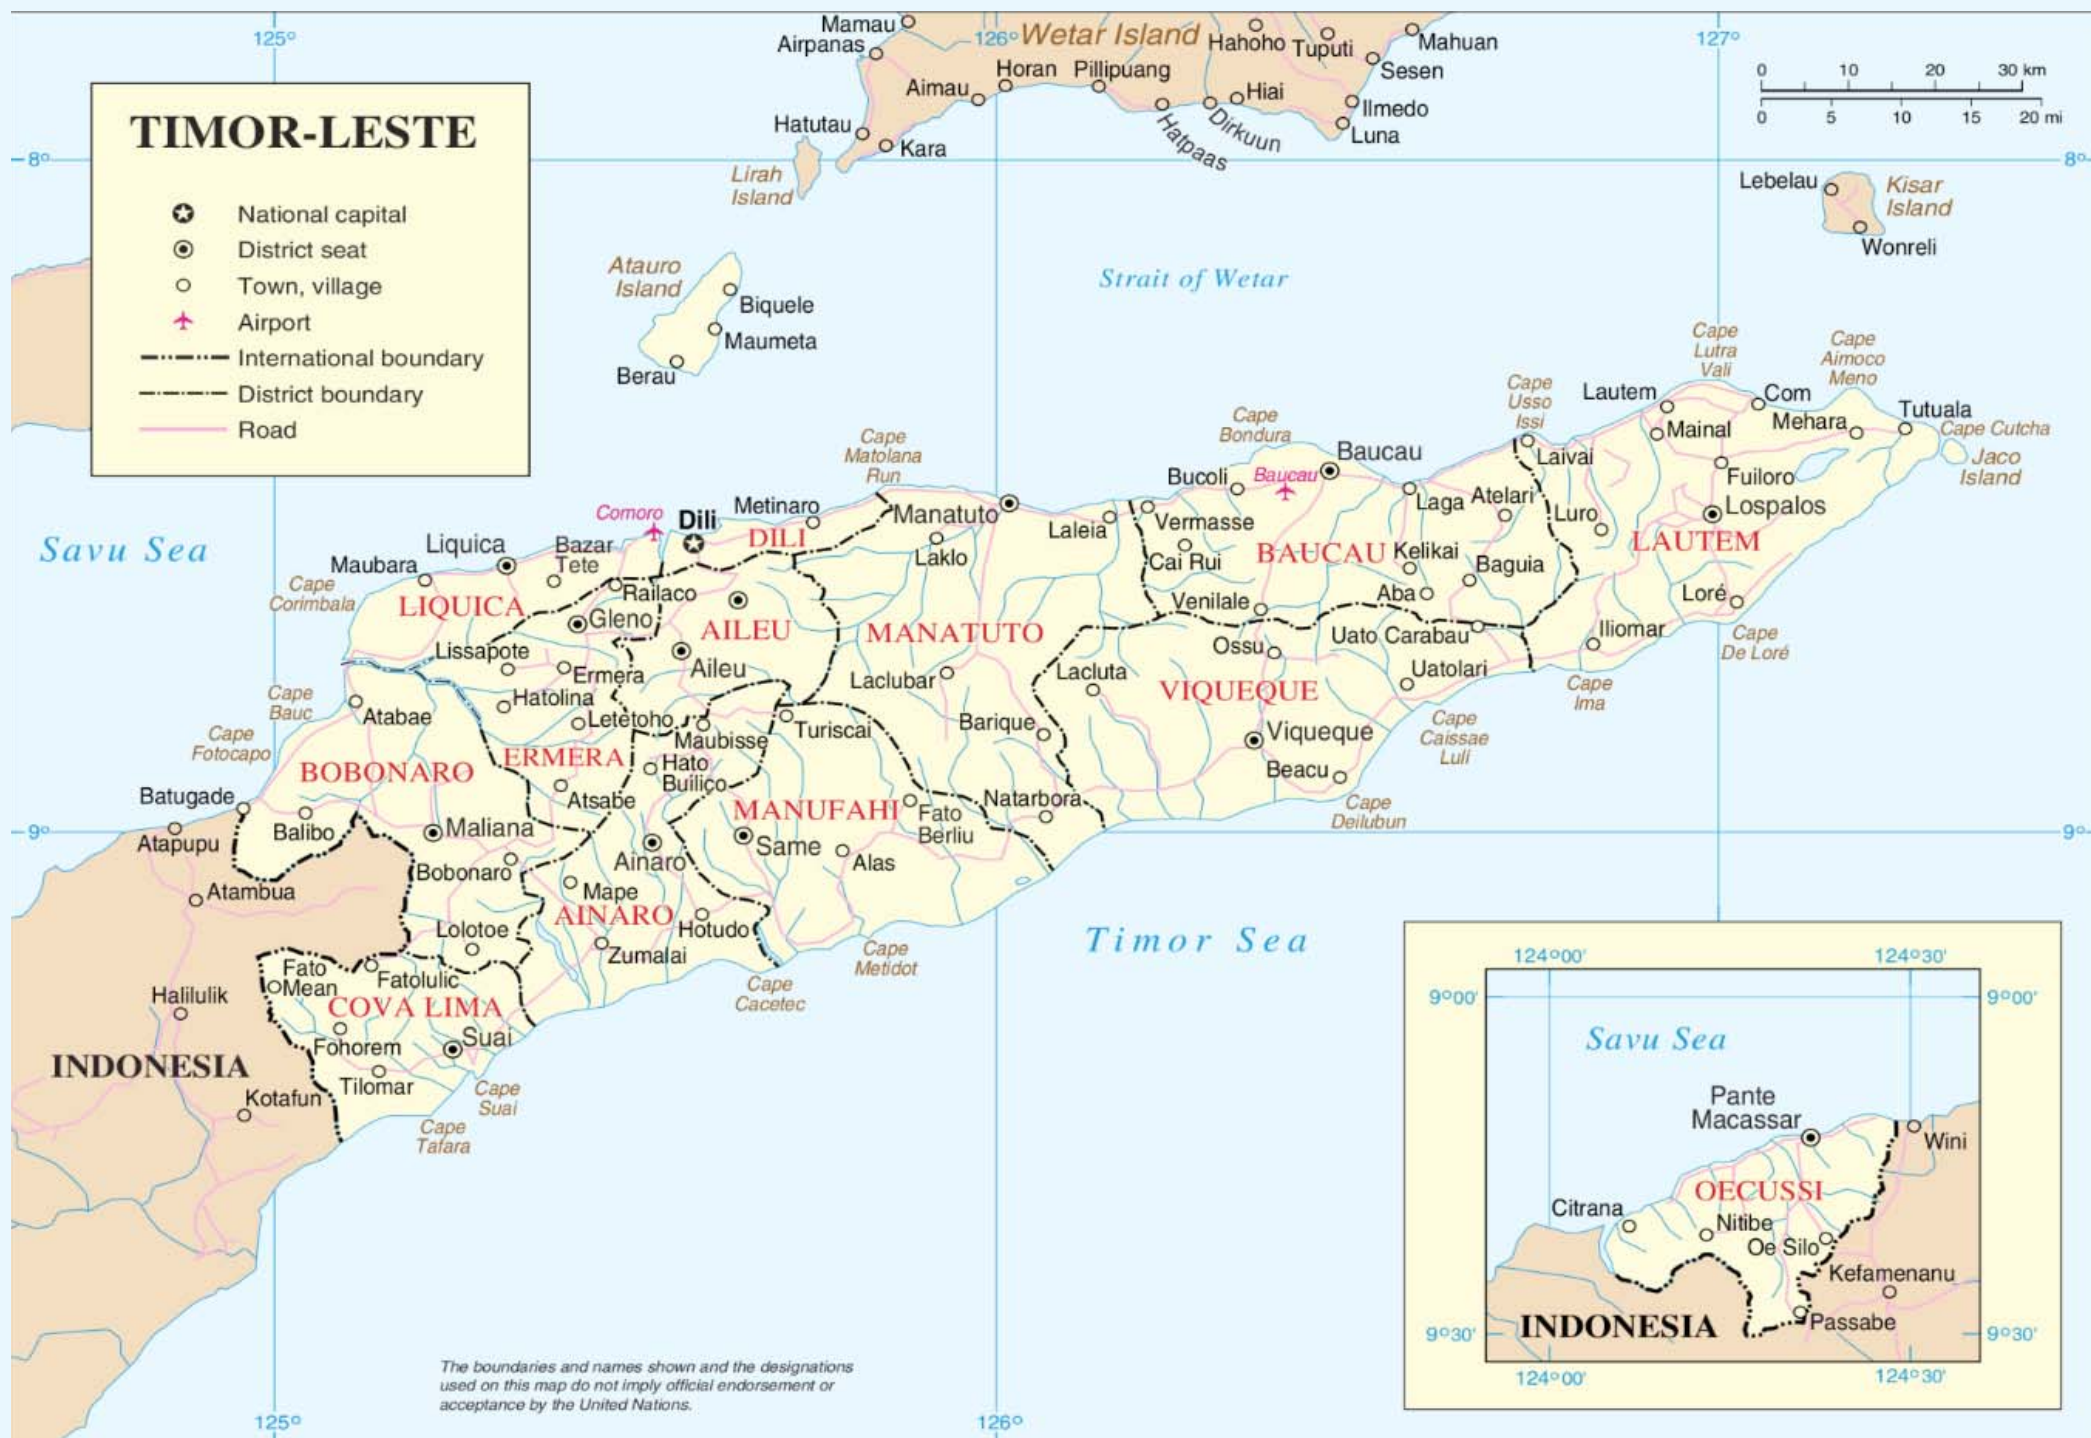 125°
126°
127°
Wetar Island
Mamau
Airpanas
Hahoho
Tuputi
Mahuan
Sesen
Horan
Pillipuang
Aimau
Hiai
Ilmedo
Luna
Dirkuun
Hatpaas
Hatutau
Kara
Lirah
Island
0 10 20 30 km
0 5 10 15 20 mi
8°
8°
TIMOR-LESTE
National capital
District seat
Town, village
Airport
International boundary
District boundary
Road
Lebelau
Kisar
Island
Wonreli
Atauro
Island
Biquele
Maumeta
Berau
Strait of Wetar
Cape
Lutra
Vali
Cape
Aimoco
Meno
Cape
Usso
Issi
Lautem
Com
Mehara
Tutuala
Cape Cutcha
Jaco
Island
Mainal
Fuiloro
Lospalos
Laivai
Luro
LAUTEM
Loré
Iliomar
Cape
De Loré
Cape
Ima
Cape
Bondura
Baucau
Baucau
Bucoli
Laga
Atelari
Vermasse
Cai Rui
BAUCAU
Kelikai
Baguia
Aba
Venilale
Uato Carabau
Ossu
Uatolari
Lacluta
VIQUEQUE
Viqueque
Beacu
Cape
Caissae
Luli
Cape
Deilubun
Cape
Matolana
Run
Metinaro
Manatuto
Laleia
Laklo
MANATUTO
Laclubar
Barique
Natarbora
Savu Sea
Comoro
Dili
DILI
Liquica
Bazar
Tete
Maubara
Cape
Corimbala
LIQUICA
Railaco
Gleno
AILEU
Aileu
Lissapote
Ermera
Hatolina
Letetoho
ERMERA
Atsabe
Maubisse
Turiscai
Hato
Builico
MANUFAHI
Fato
Berliu
Same
Alas
Cape
Bauc
Atabae
Cape
Fotocapo
BOBONARO
Batugade
Balibo
Maliana
Bobonaro
Lolotoe
9°
9°
Atapupu
Atambua
Ainaro
Mape
AINARO
Hotudo
Zumalai
Cape
Metidot
Cape
Cacetec
Timor Sea
Fato
Mean
Fatolulic
COVA LIMA
Fohorem
Suai
Tilomar
Cape
Suai
Cape
Tafara
Halilulik
INDONESIA
Kotafun
124°00'
124°30'
9°00'
9°00'
Savu Sea
Pante
Macassar
Wini
OECUSSI
Citrana
Nitibe
Oe Silo
Kefamenanu
Passabe
INDONESIA
9°30'
9°30'
124°00'
124°30'
The boundaries and names shown and the designations
used on this map do not imply official endorsement or
acceptance by the United Nations.
125°
126°